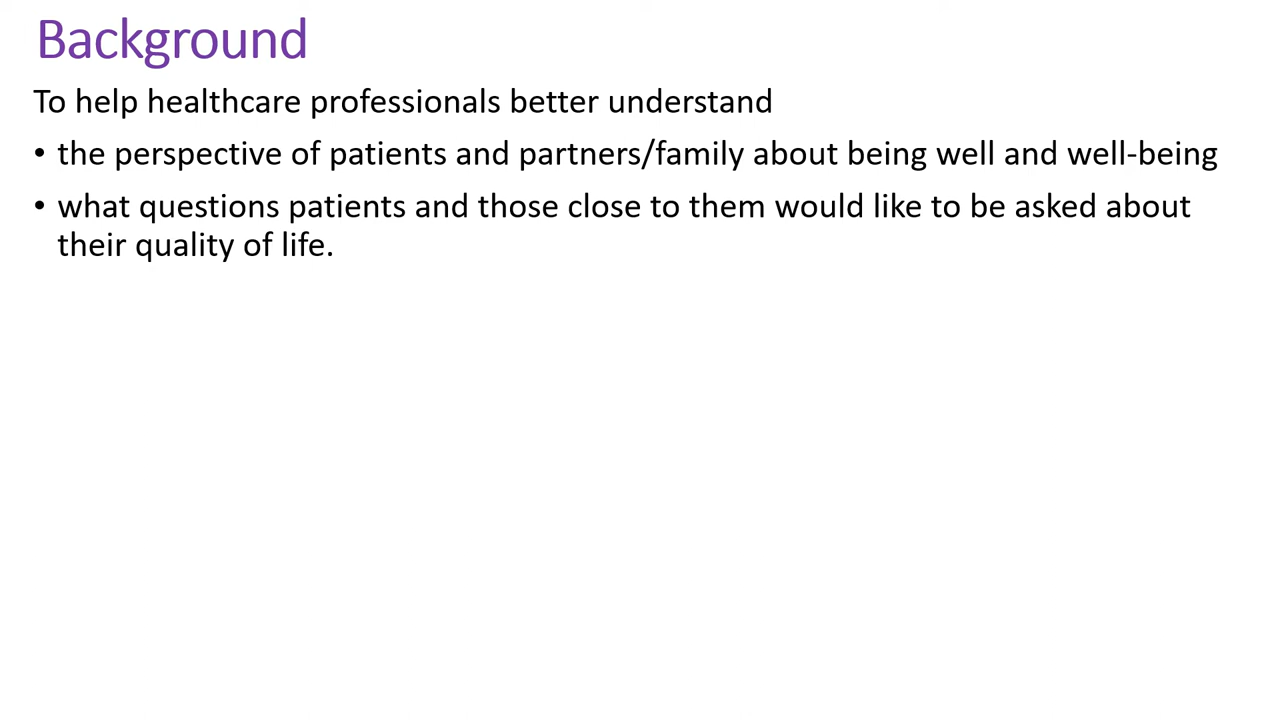 Background
To help healthcare professionals better understand
• the perspective of patients and partners/family about being well and well-being
• what questions patients and those close to them would like to be asked about
their quality of life.